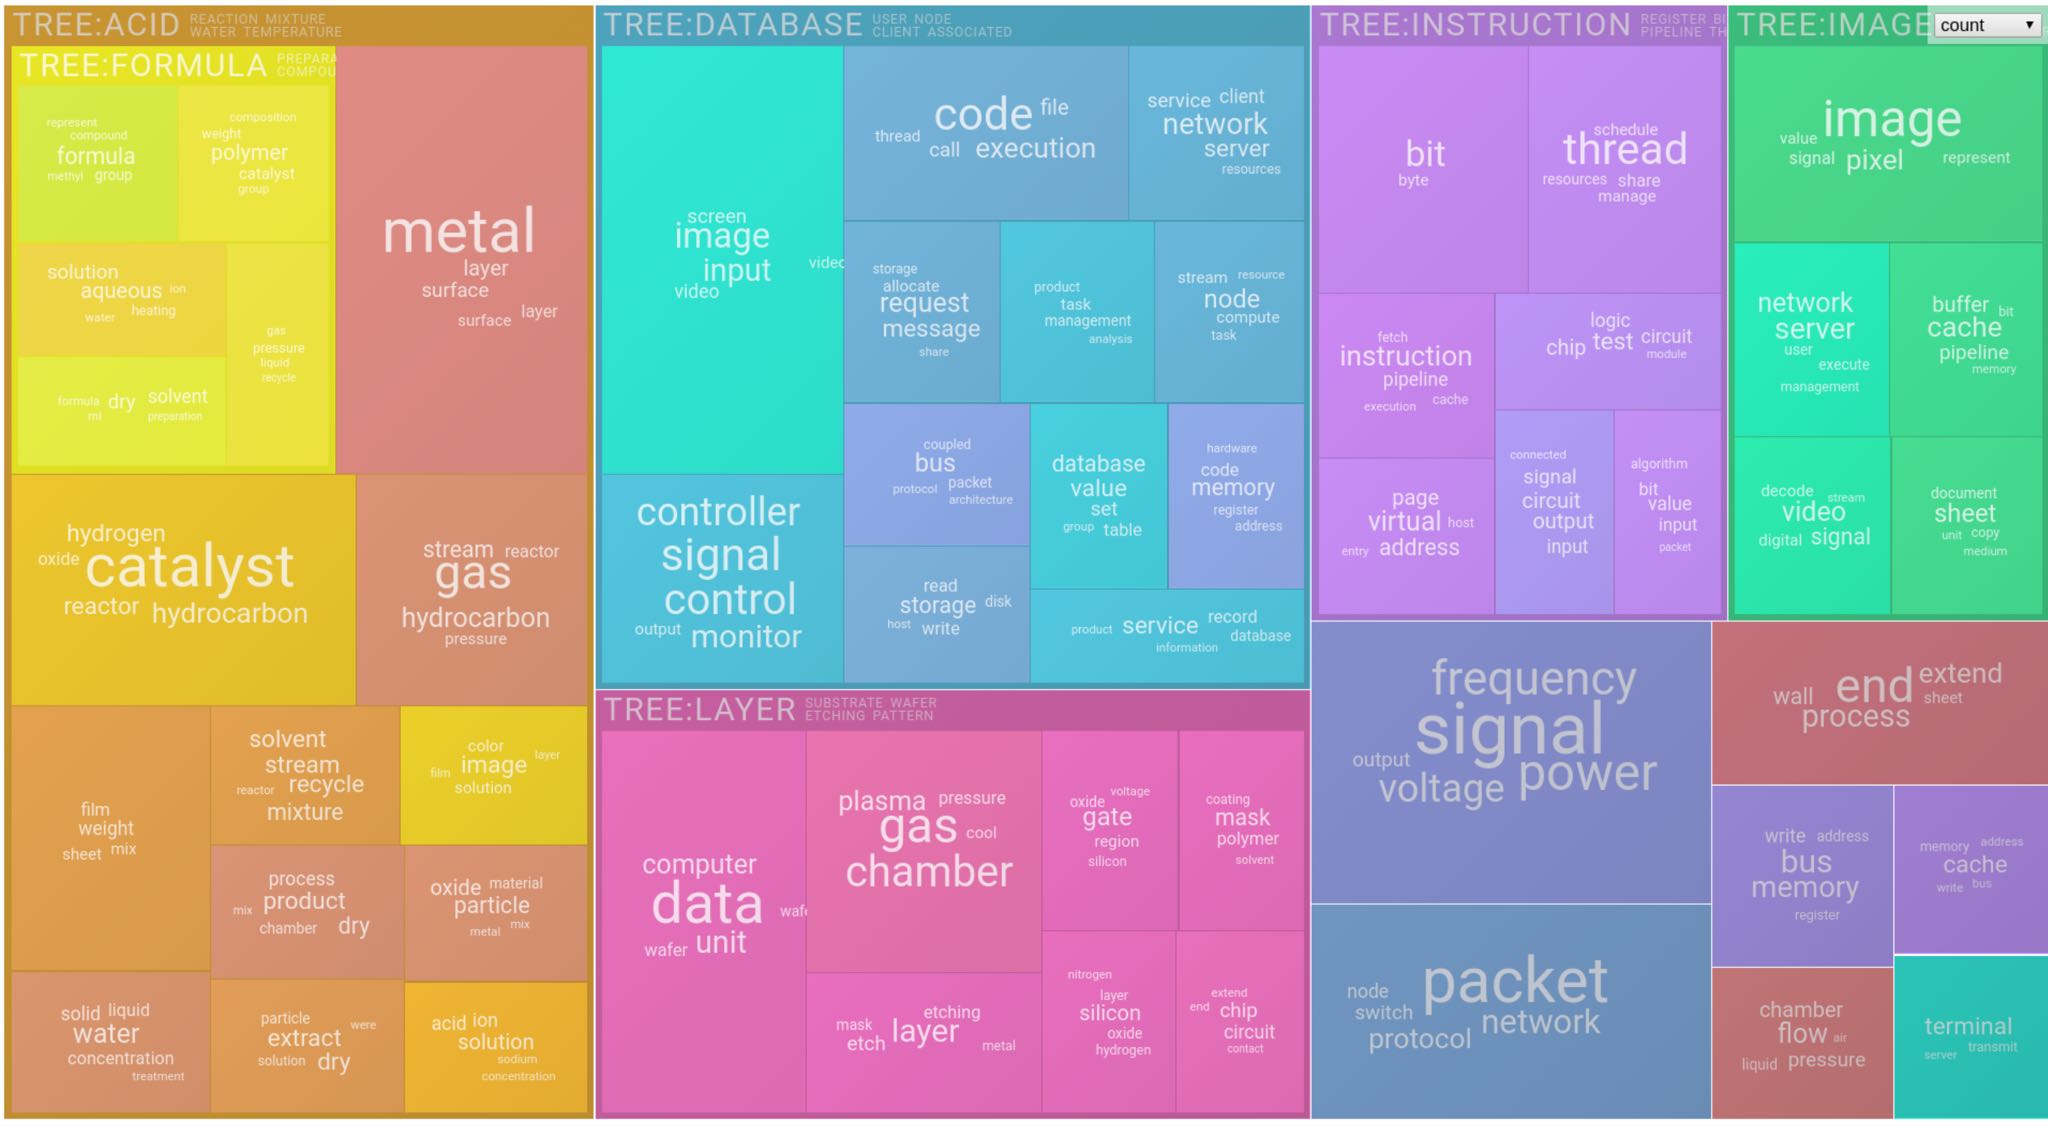 TREE:ACID REACTION MIXTURE
WATER TEMPERATURE
TREE:FORMULA PREPARA
COMPOU
represent
compound
formula
methyl group
composition
weight
polymer
catalyst
group
solution
aqueous ion
water heating
gas
pressure
liquid
recycle
formula dry solvent
ml preparation
metal
layer
surface
surface layer
hydrogen
oxide catalyst
reactor hydrocarbon
stream reactor
gas
hydrocarbon
pressure
film
weight
sheet mix
solvent
stream
reactor recycle
mixture
color layer
film image
solution
process
mix product
chamber dry
oxide material
particle
metal mix
solid liquid
water
concentration
treatment
particle were
extract
solution dry
acid ion
solution
sodium
concentration
TREE:DATABASE USER NODE
CLIENT ASSOCIATED
screen
image
input video
video
code file
thread call execution
service client
network
server
resources
storage
allocate
request
message
share
product
task
management
analysis
stream resource
node
compute
task
controller
signal
control
output monitor
coupled
bus
protocol packet
architecture
database
value
set
group table
hardware
code
memory
register
address
read
storage disk
host write
product service record
information database
TREE:LAYER SUBSTRATE WAFER
ETCHING PATTERN
computer
data wafe
wafer unit
plasma pressure
gas cool
chamber
oxide voltage
gate
region
silicon
coating
mask
polymer
solvent
mask etching
etch layer
metal
nitrogen
layer
silicon
oxide
hydrogen
extend
end chip
circuit
contact
TREE:INSTRUCTION REGISTER BI
PIPELINE TH
bit
byte
schedule
thread
resources share
manage
fetch
instruction
pipeline
execution cache
logic
chip test circuit
module
page
virtual host
entry address
connected
signal
circuit
output
input
algorithm
bit
value
input
packet
TREE:IMAGE
count
value image
signal pixel represent
network
server
user
execute
management
buffer bit
cache
pipeline
memory
decode stream
video
digital signal
document
sheet
unit copy
medium
frequency
signal
output
voltage power
wall end extend
sheet
process
write address
bus
memory
register
memory address
cache
write bus
node packet
switch network
protocol
chamber
flow air
liquid pressure
terminal
server transmit